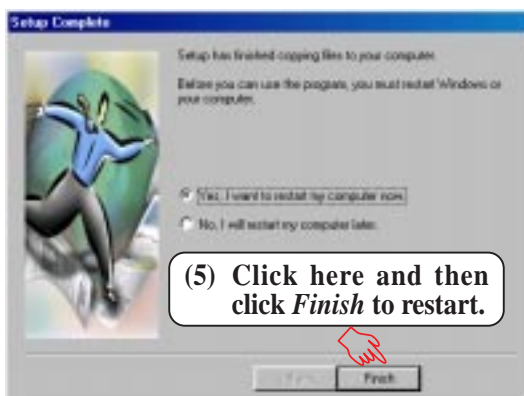 Setup Complete
Setup has finished copying files to your computer.
Before you can use the program, you must restart Windows or
your computer.
Yes, I want to restart my computer now.
No, I will restart my computer later.
(5) Click here and then
click Finish to restart.
Finish